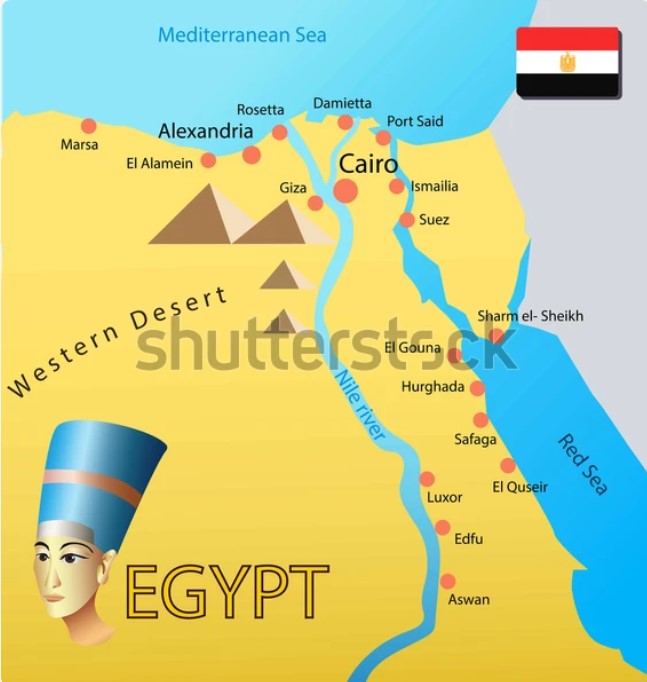 Mediterranean Sea
Rosetta
Damietta
Port Said
Marsa
Alexandria
El Alamein
Cairo
Giza
Ismailia
Suez
Western Desert
Sharm el- Sheikh
shutterstock
El Gouna
Hurghada
Nile river
Safaga
Red Sea
El Quseir
Luxor
Edfu
EGYPT
Aswan